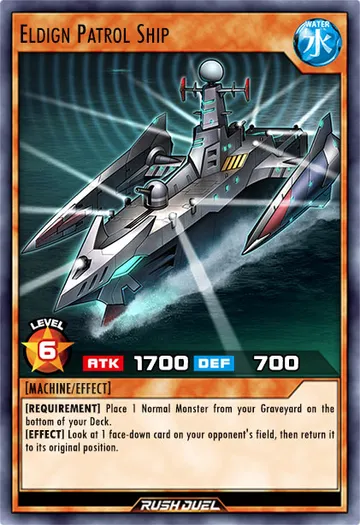 ELDIGN PATROL SHIP
WATER
水
LEVEL
6
ATK 1700 DEF 700
[MACHINE/EFFECT]
[REQUIREMENT] Place 1 Normal Monster from your Graveyard on the
bottom of your Deck.
[EFFECT] Look at 1 face-down card on your opponent's field, then return it
to its original position.
RUSH DUEL